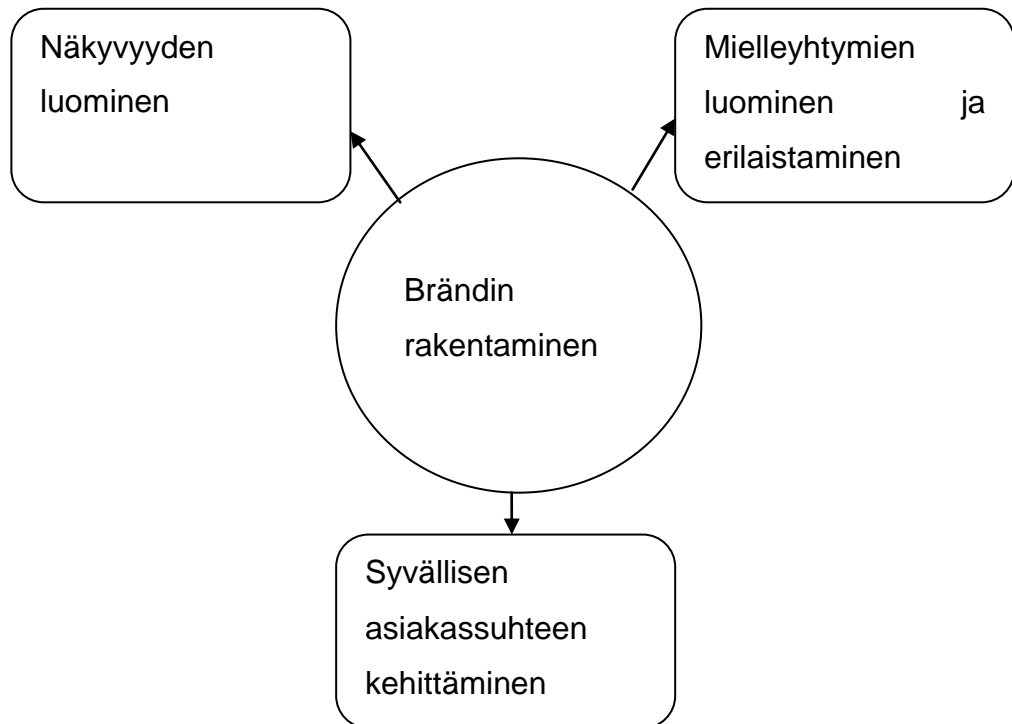 Näkyvyyden
luominen
Mielleyhtymien
luominen ja
erilaistaminen
Brändin
rakentaminen
Syvällisen
asiakassuhteen
kehittäminen